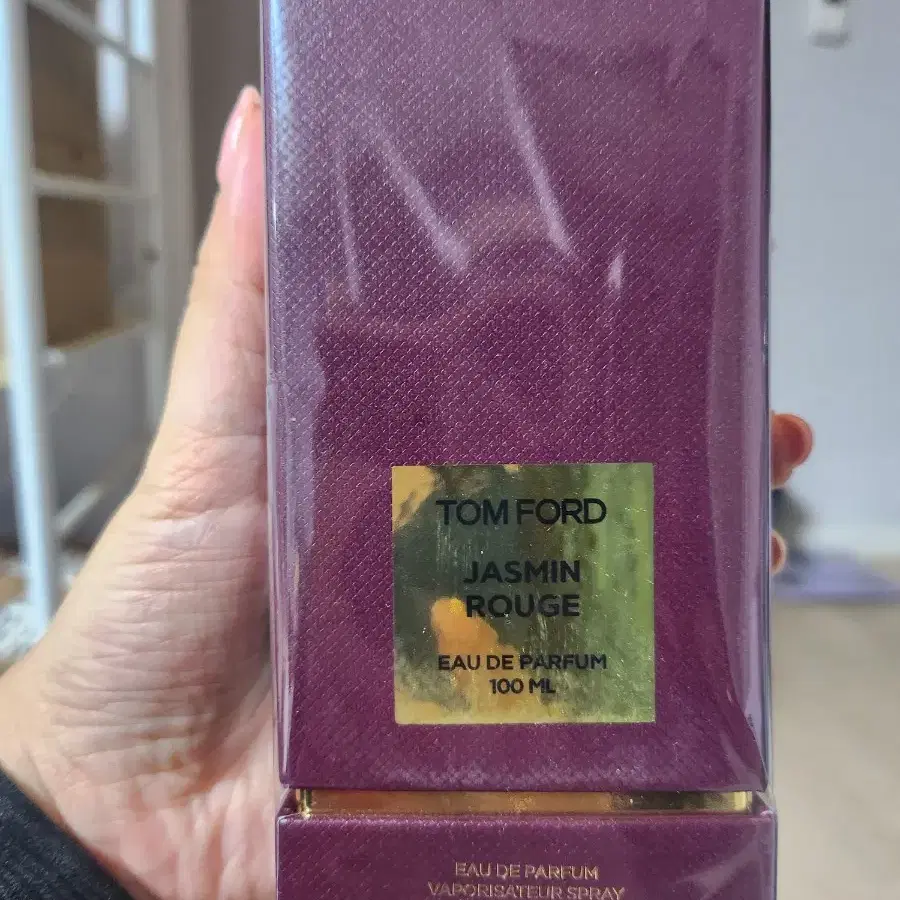 TOM FORD
JASMIN
ROUGE
EAU DE PARFUM
100 ML
EAU DE PARFUM
VAPORISATEUR SPRAY